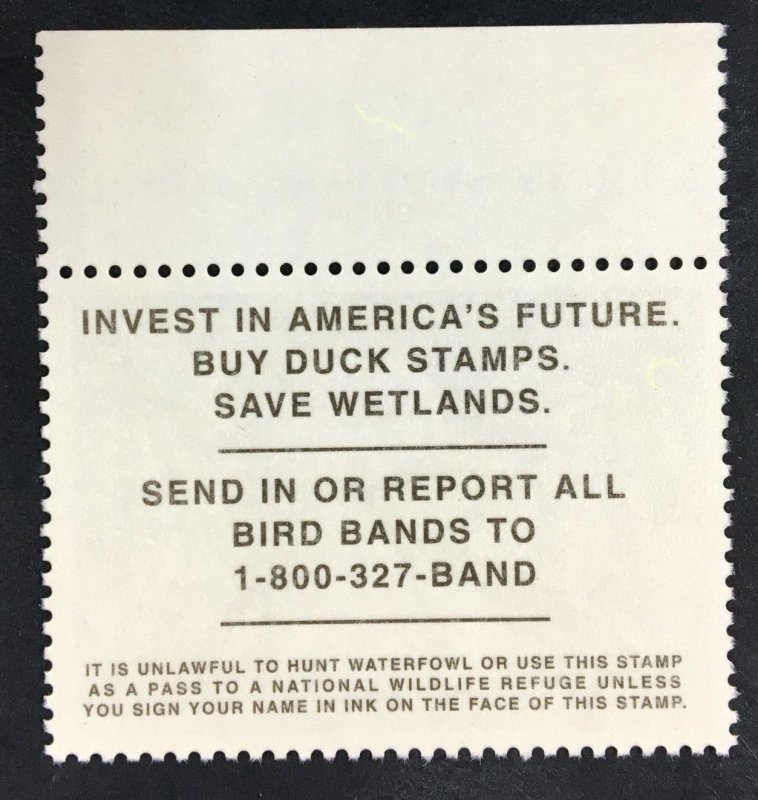 INVEST IN AMERICA'S FUTURE.
BUY DUCK STAMPS.
SAVE WETLANDS.
SEND IN OR REPORT ALL
BIRD BANDS TO
1-800-327-BAND
IT IS UNLAWFUL TO HUNT WATERFOWL OR USE THIS STAMP
AS A PASS TO A NATIONAL WILDLIFE REFUGE UNLESS
YOU SIGN YOUR NAME IN INK ON THE FACE OF THIS STAMP.